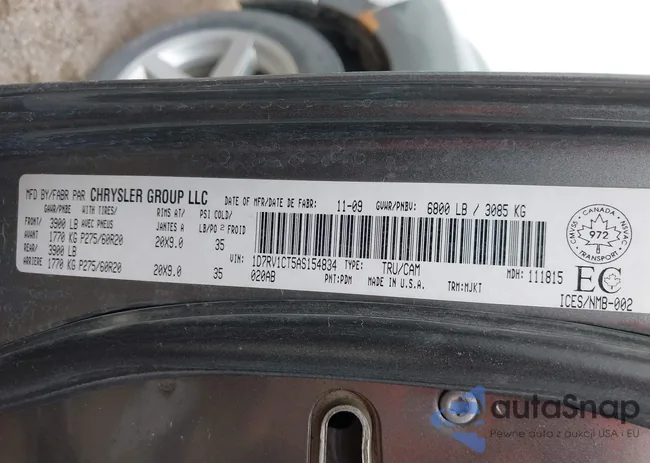 MFD BY/FABR PAR CHRYSLER GROUP LLC DATE OF MFR/DATE DE FABR: 11-09 GVWR/PNBV: 6800 LB / 3085 KG
GAWR/PNBE WITH TIRES/ RIMS AT/ PSI COLD/
FRONT/ 3900 LB AVEC PNEUS JANTES A LB/PO 2 FROID
AVANT 1770 KG P275/60R20 20X9.0 35
REAR/ 3900 LB
ARRIERE 1770 KG P275/60R20 20X9.0 35
VIN: 1D7RV1CT5AS154834 TYPE: TRU/CAM MDH: 111815
020AB PNT:PDM MADE IN U.S.A. TRM:MJKT
CANADA
CMVSS NSVAC
972
TRANSPORT
EC
ICES/NMB-002
autaSnap
Pewne auta z aukcji USA i EU